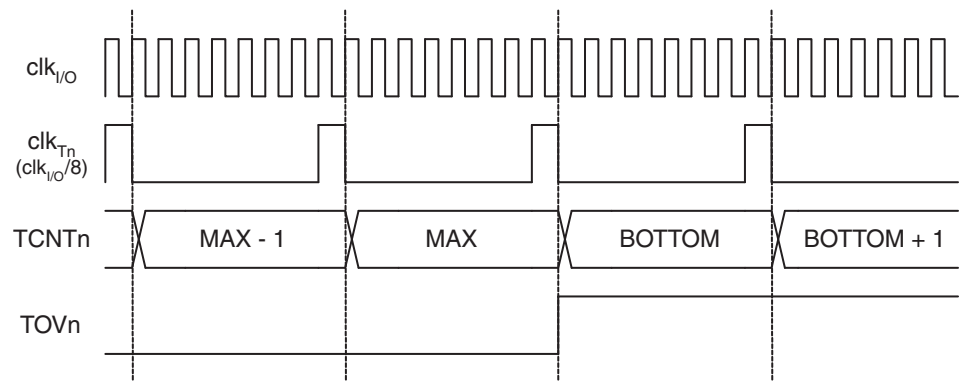 clkI/O
clkTn
(clkI/O/8)
TCNTn MAX - 1 MAX BOTTOM BOTTOM + 1
TOVn